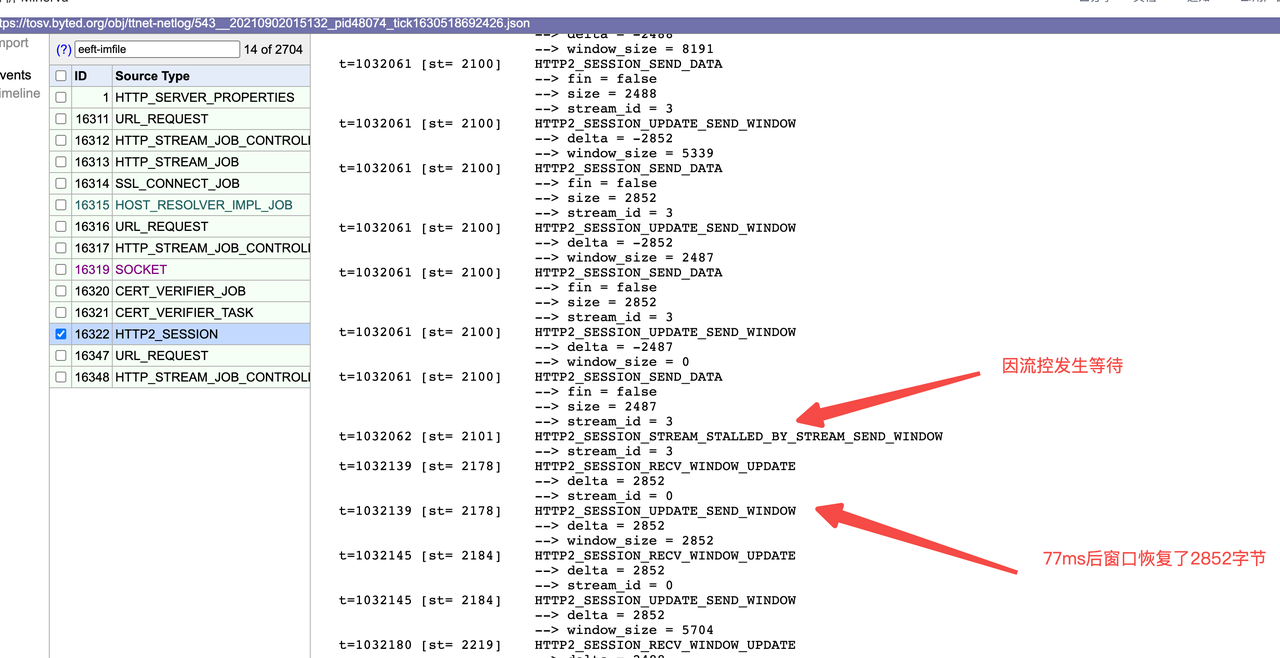 ttps://tosv.byted.org/obj/ttnet-netlog/543__20210902015132_pid48074_tick1630518692426.json
mport
vents
imeline
(?) eeft-imfile 14 of 2704
ID Source Type
1 HTTP_SERVER_PROPERTIES
16311 URL_REQUEST
16312 HTTP_STREAM_JOB_CONTROLL
16313 HTTP_STREAM_JOB
16314 SSL_CONNECT_JOB
16315 HOST_RESOLVER_IMPL_JOB
16316 URL_REQUEST
16317 HTTP_STREAM_JOB_CONTROLL
16319 SOCKET
16320 CERT_VERIFIER_JOB
16321 CERT_VERIFIER_TASK
16322 HTTP2_SESSION
16347 URL_REQUEST
16348 HTTP_STREAM_JOB_CONTROLL
--> delta = -2488
--> window_size = 8191
t=1032061 [st= 2100] HTTP2_SESSION_SEND_DATA
--> fin = false
--> size = 2488
--> stream_id = 3
t=1032061 [st= 2100] HTTP2_SESSION_UPDATE_SEND_WINDOW
--> delta = -2852
--> window_size = 5339
t=1032061 [st= 2100] HTTP2_SESSION_SEND_DATA
--> fin = false
--> size = 2852
--> stream_id = 3
t=1032061 [st= 2100] HTTP2_SESSION_UPDATE_SEND_WINDOW
--> delta = -2852
--> window_size = 2487
t=1032061 [st= 2100] HTTP2_SESSION_SEND_DATA
--> fin = false
--> size = 2852
--> stream_id = 3
t=1032061 [st= 2100] HTTP2_SESSION_UPDATE_SEND_WINDOW
--> delta = -2487
--> window_size = 0
t=1032061 [st= 2100] HTTP2_SESSION_SEND_DATA
--> fin = false
--> size = 2487
--> stream_id = 3
t=1032062 [st= 2101] HTTP2_SESSION_STREAM_STALLED_BY_STREAM_SEND_WINDOW
--> stream_id = 3
t=1032139 [st= 2178] HTTP2_SESSION_RECV_WINDOW_UPDATE
--> delta = 2852
--> stream_id = 0
t=1032139 [st= 2178] HTTP2_SESSION_UPDATE_SEND_WINDOW
--> delta = 2852
--> window_size = 2852
t=1032145 [st= 2184] HTTP2_SESSION_RECV_WINDOW_UPDATE
--> delta = 2852
--> stream_id = 0
t=1032145 [st= 2184] HTTP2_SESSION_UPDATE_SEND_WINDOW
--> delta = 2852
--> window_size = 5704
t=1032180 [st= 2219] HTTP2_SESSION_RECV_WINDOW_UPDATE
因流控发生等待
77ms后窗口恢复了2852字节